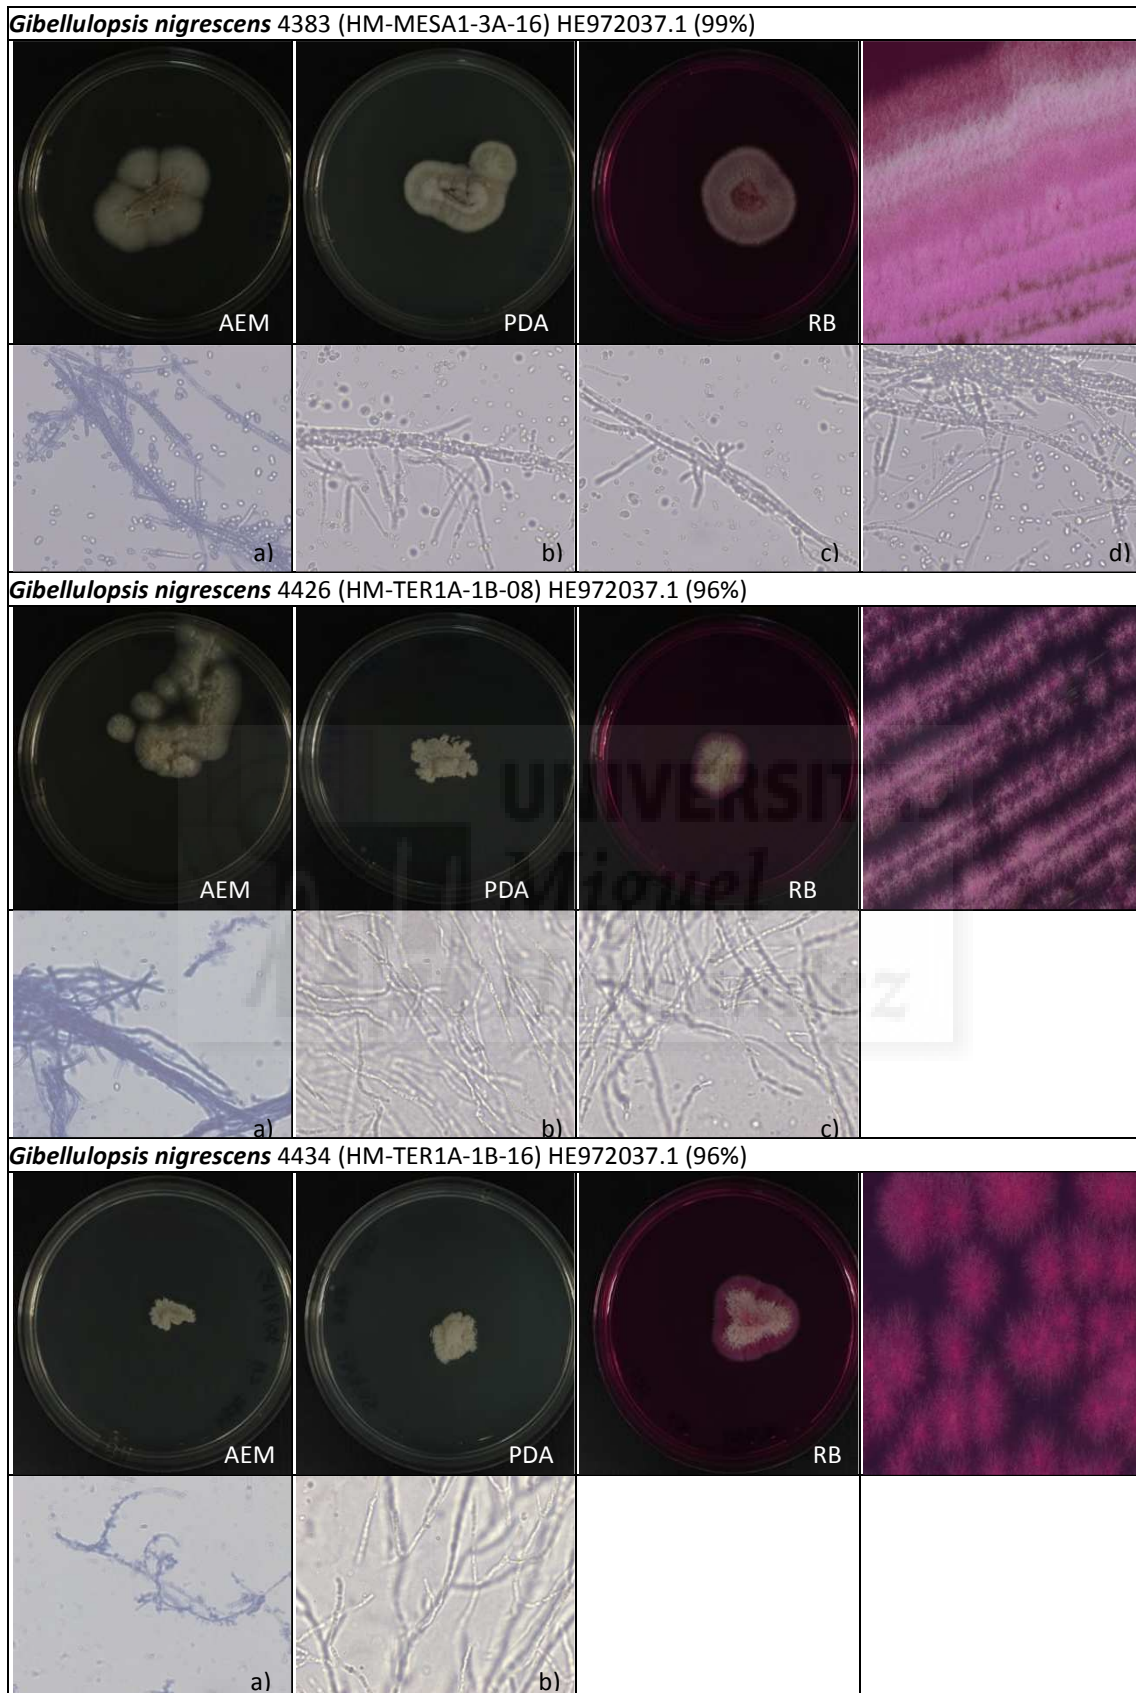 Gibellulopsis nigrescens 4383 (HM-MESA1-3A-16) HE972037.1 (99%)
AEM PDA RB
a) b) c) d)
Gibellulopsis nigrescens 4426 (HM-TER1A-1B-08) HE972037.1 (96%)
UNIVERSITAS
Miguel
AEM PDA RB
a) b) c)
Gibellulopsis nigrescens 4434 (HM-TER1A-1B-16) HE972037.1 (96%)
AEM PDA RB
a) b)